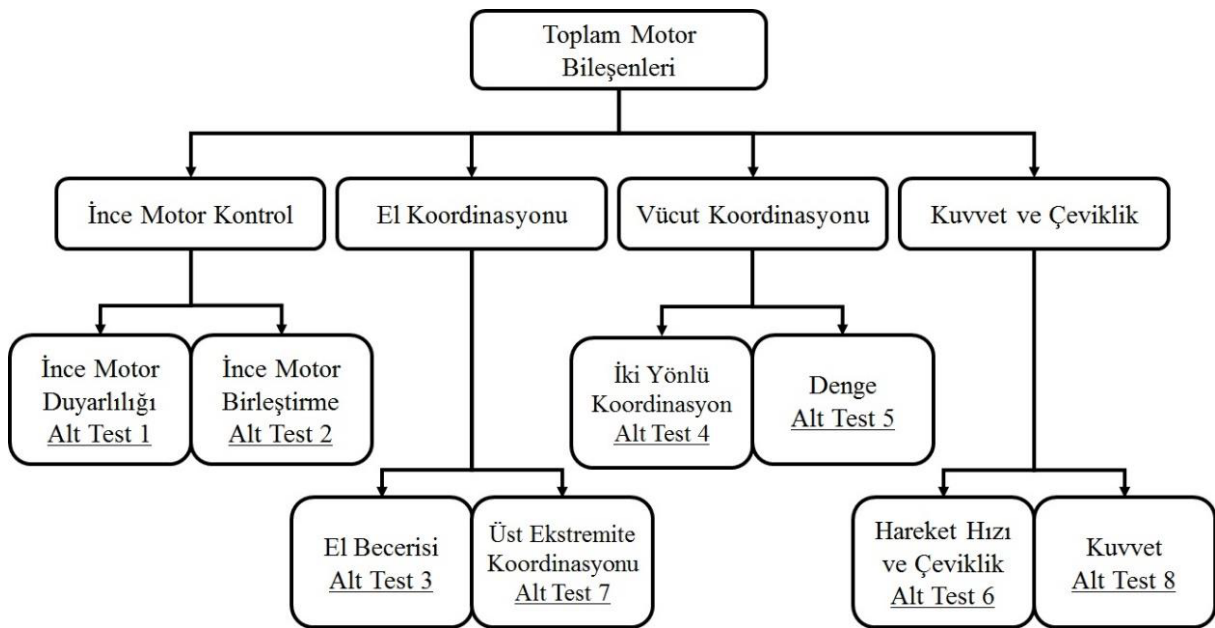 Toplam Motor
Bileşenleri
İnce Motor Kontrol
El Koordinasyonu
Vücut Koordinasyonu
Kuvvet ve Çeviklik
İnce Motor
Duyarlılığı
Alt Test 1
İnce Motor
Birleştirme
Alt Test 2
İki Yönlü
Koordinasyon
Alt Test 4
Denge
Alt Test 5
El Becerisi
Alt Test 3
Üst Ekstremite
Koordinasyonu
Alt Test 7
Hareket Hızı
ve Çeviklik
Alt Test 6
Kuvvet
Alt Test 8